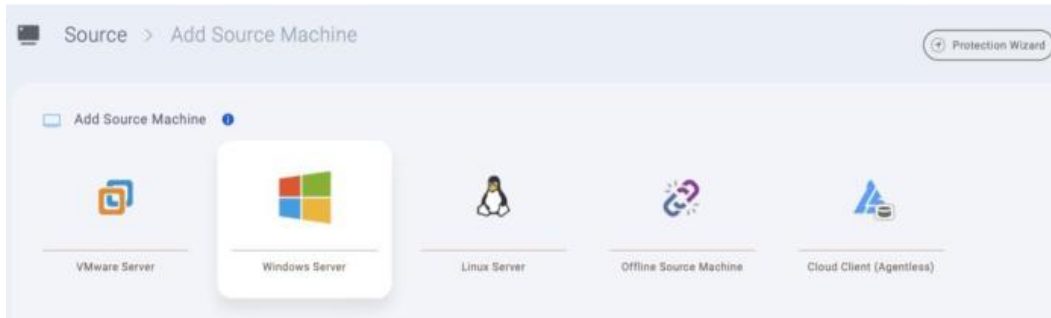 Source > Add Source Machine
Protection Wizard
Add Source Machine
VMware Server
Windows Server
Linux Server
Offline Source Machine
Cloud Client (Agentless)